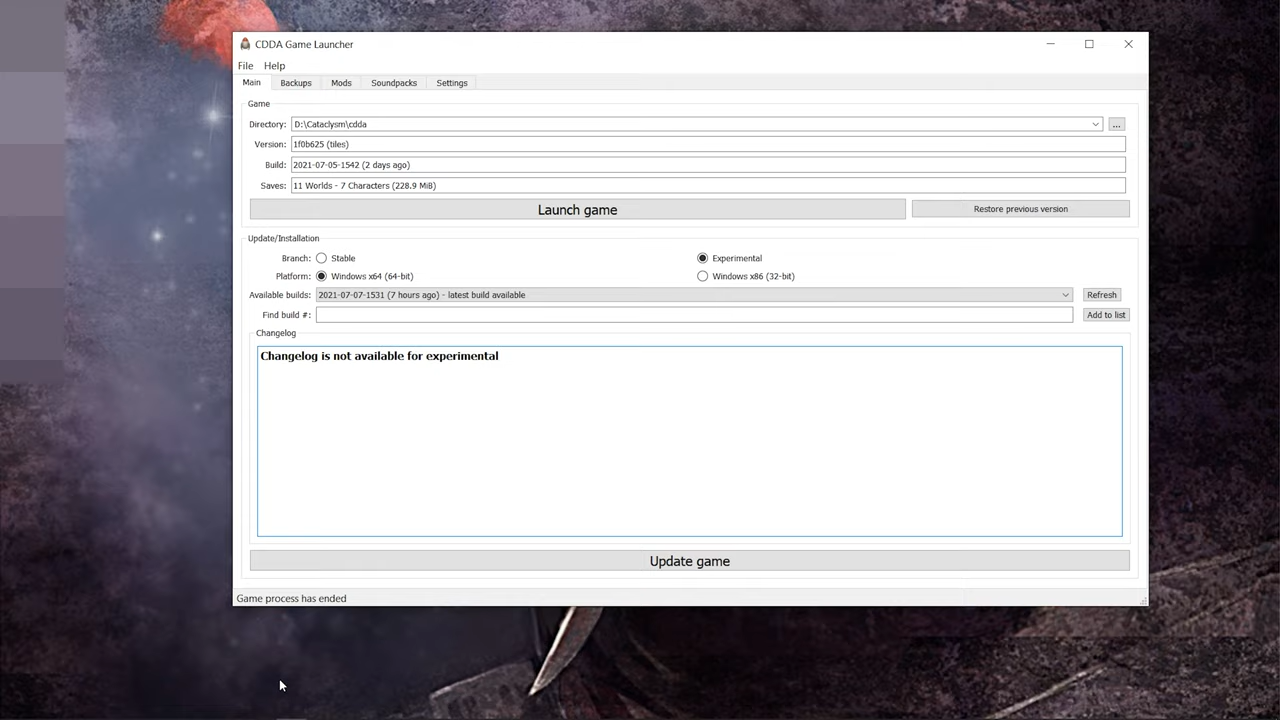 CDDA Game Launcher
File Help
Main Backups Mods Soundpacks Settings
Game
Directory: D:\Cataclysm\cdda ...
Version: 1f0b625 (tiles)
Build: 2021-07-05-1542 (2 days ago)
Saves: 11 Worlds - 7 Characters (228.9 MiB)
Launch game Restore previous version
Update/Installation
Branch: Stable Experimental
Platform: Windows x64 (64-bit) Windows x86 (32-bit)
Available builds: 2021-07-07-1531 (7 hours ago) - latest build available Refresh
Find build #: Add to list
Changelog
Changelog is not available for experimental
Update game
Game process has ended